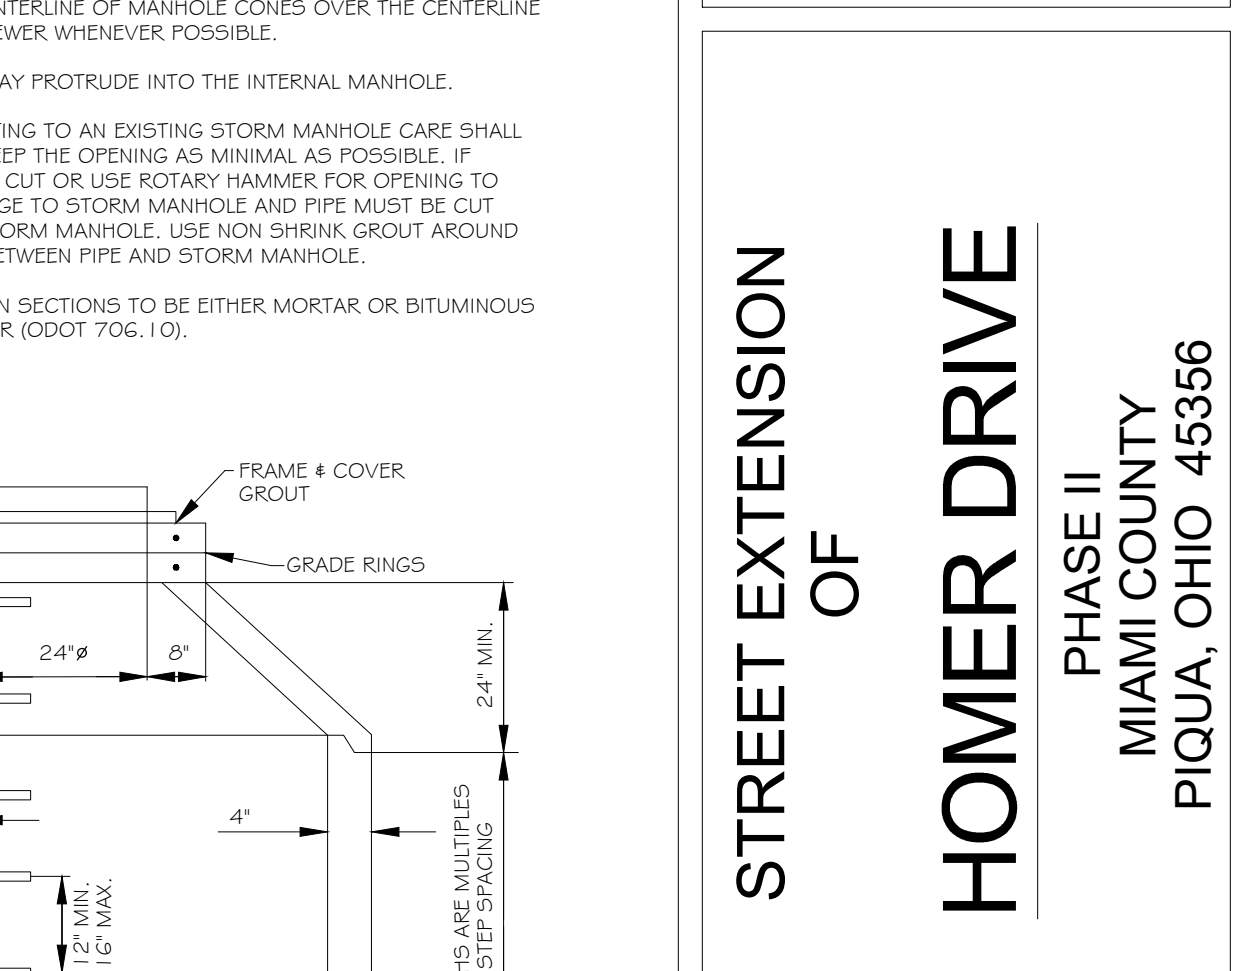 NTERLINE OF MANHOLE CONES OVER THE CENTERLINE
EWER WHENEVER POSSIBLE.
AY PROTRUDE INTO THE INTERNAL MANHOLE.
TING TO AN EXISTING STORM MANHOLE CARE SHALL
EEP THE OPENING AS MINIMAL AS POSSIBLE. IF
CUT OR USE ROTARY HAMMER FOR OPENING TO
GE TO STORM MANHOLE AND PIPE MUST BE CUT
ORM MANHOLE. USE NON SHRINK GROUT AROUND
ETWEEN PIPE AND STORM MANHOLE.
N SECTIONS TO BE EITHER MORTAR OR BITUMINOUS
R (ODOT 706.10).
FRAME & COVER
GROUT
GRADE RINGS
24"ø
8"
24" MIN.
4"
HS ARE MULTIPLES
STEP SPACING
12" MIN.
16" MAX.
STREET EXTENSION
OF
HOMER DRIVE
PHASE II
MIAMI COUNTY
PIQUA, OHIO 45356